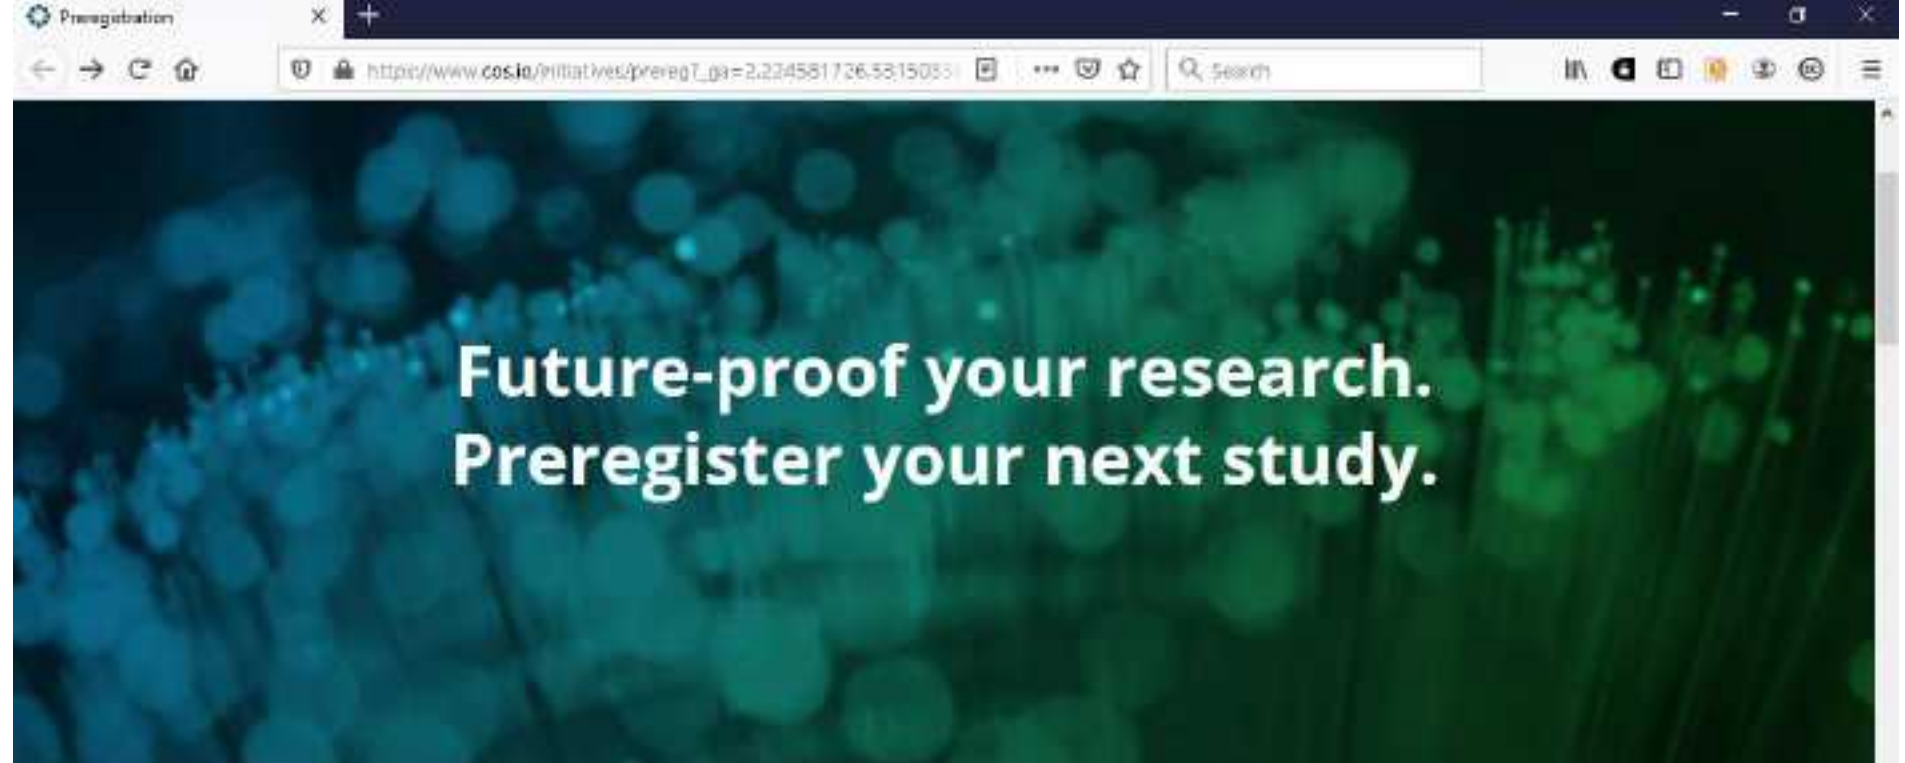 Preregistration
https://www.cos.io/initiatives/prereg?_ga=2.224581726.
Search
Future-proof your research.
Preregister your next study.